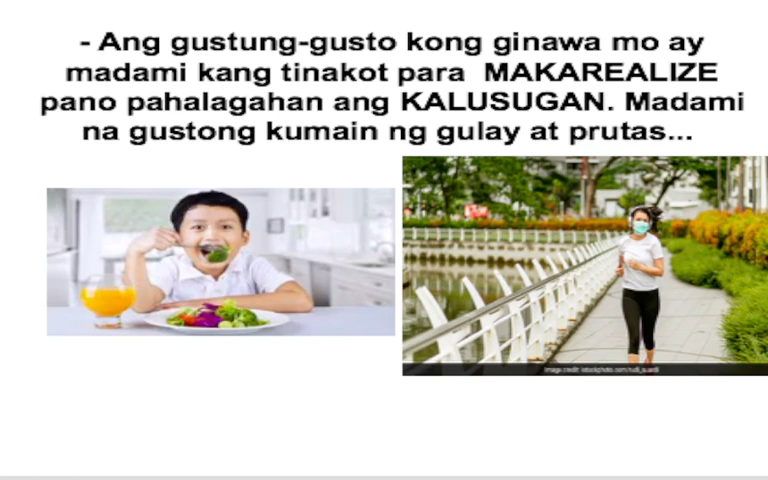 - Ang gustung-gusto kong ginawa mo ay
madami kang tinakot para MAKAREALIZE
pano pahalagahan ang KALUSUGAN. Madami
na gustong kumain ng gulay at prutas...